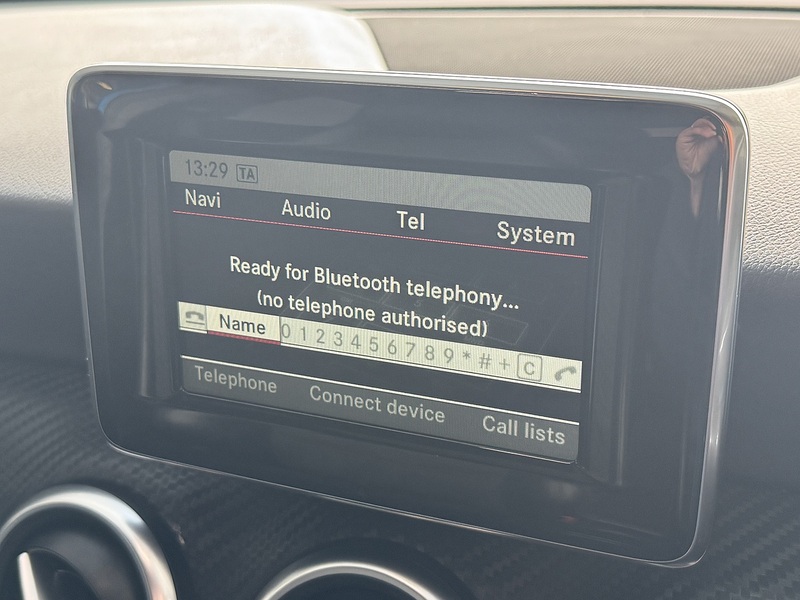 13:29 TA
Navi Audio Tel System
Ready for Bluetooth telephony...
(no telephone authorised)
Name 0 1 2 3 4 5 6 7 8 9 * # + C
Telephone Connect device Call lists